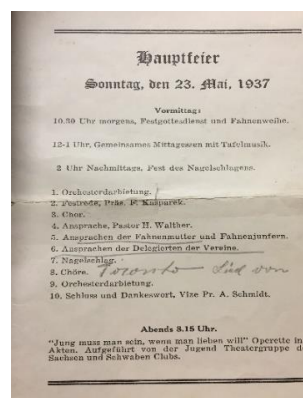 Hauptfeier
Sonntag, den 23. Mai, 1937
Vormittag:
10.30 Uhr morgens, Festgottesdienst und Fahnenweihe.
12-1 Uhr, Gemeinsames Mittagessen mit Tafelmusik.
2 Uhr Nachmittags, Fest des Nagelschlagens.
1. Orchesterdarbietung.
2. Festrede, Präs. F. Kasparek.
3. Chor.
4. Ansprache, Pastor H. Walther.
5. Ansprachen der Fahnenmutter und Fahnenjunfern.
6. Ansprachen der Delegierten der Vereine.
7. Nagelschlag.
8. Chöre. Toronto – Lied von
9. Orchesterdarbietung.
10. Schluss und Dankeswort, Vize Pr. A. Schmidt.
Abends 8.15 Uhr.
"Jung muss man sein, wenn man lieben will" Operette in
Akten. Aufgeführt von der Jugend Theatergruppe d
Sachsen und Schwaben Clubs.